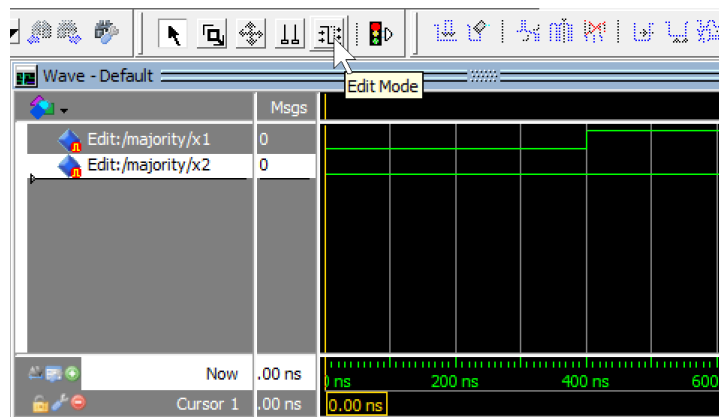 Wave - Default
Edit Mode
Msgs
Edit:/majority/x1 0
Edit:/majority/x2 0
Now .00 ns
ns 200 ns 400 ns 600
Cursor 1 .00 ns 0.00 ns